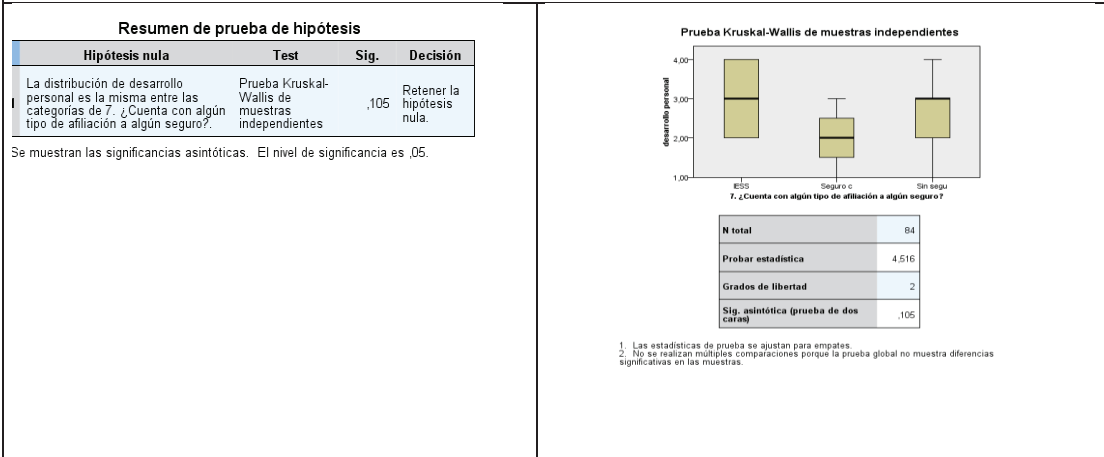 Resumen de prueba de hipótesis
Hipótesis nula Test Sig. Decisión
La distribución de desarrollo
personal es la misma entre las
categorías de 7. ¿Cuenta con algún
tipo de afiliación a algún seguro?.
Prueba Kruskal-
Wallis de
muestras
independientes
,105
Retener la
hipótesis
nula.
Se muestran las significancias asintóticas. El nivel de significancia es ,05.
Prueba Kruskal-Wallis de muestras independientes
desarrollo personal
4,00
3,00
2,00
1,00
IESS Seguro c Sin segu
7. ¿Cuenta con algún tipo de afiliación a algún seguro?
N total 84
Probar estadística 4,516
Grados de libertad 2
Sig. asintótica (prueba de dos
caras) ,105
1. Las estadísticas de prueba se ajustan para empates.
2. No se realizan múltiples comparaciones porque la prueba global no muestra diferencias
significativas en las muestras.